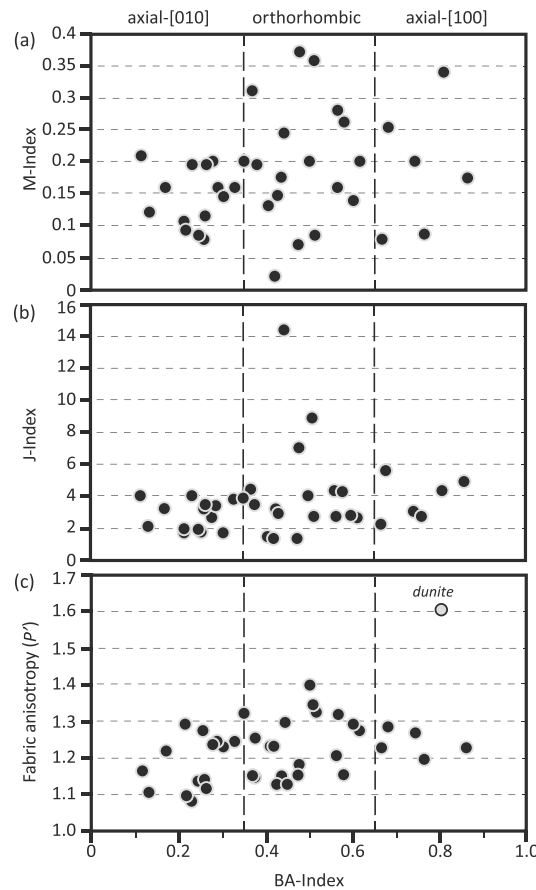 axial-[010] orthorhombic axial-[100]
(a)
0.4
0.35
0.3
0.25
0.2
0.15
0.1
0.05
0
M-Index
(b)
16
14
12
10
8
6
4
2
0
J-Index
(c)
1.7
1.6
1.5
1.4
1.3
1.2
1.1
1.0
Fabric anisotropy (P’)
dunite
0 0.2 0.4 0.6 0.8 1.0
BA-Index